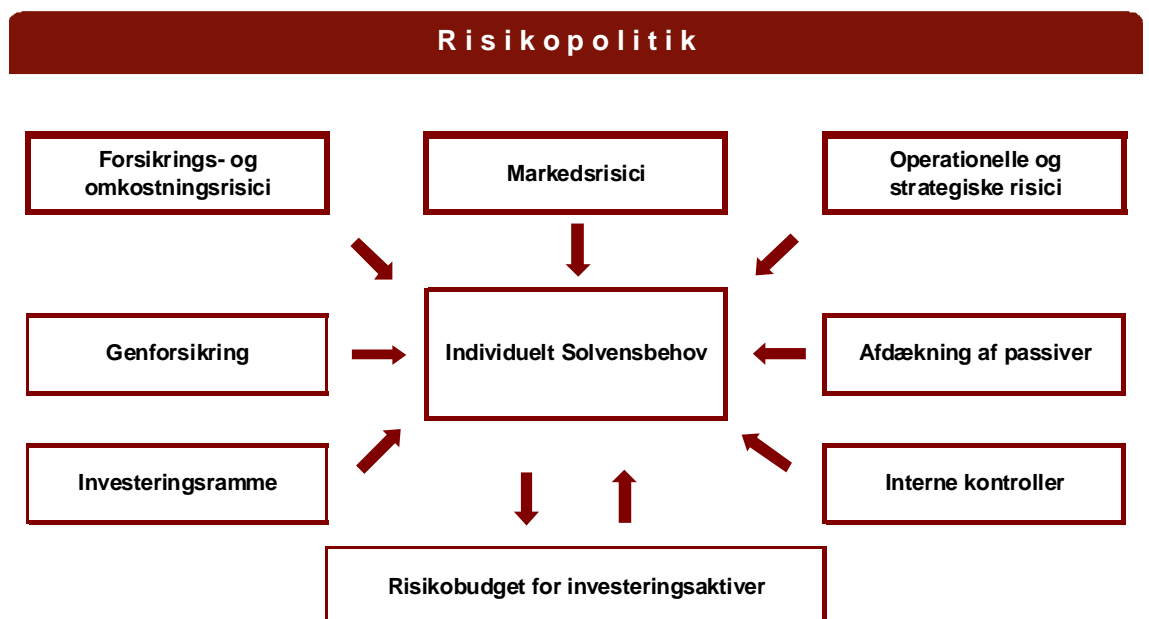 Risikopolitik
Forsikrings- og
omkostningsrisici
Markedsrisici
Operationelle og
strategiske risici
Genforsikring
Individuelt Solvensbehov
Afdækning af passiver
Investeringsramme
Interne kontroller
Risikobudget for investeringsaktiver